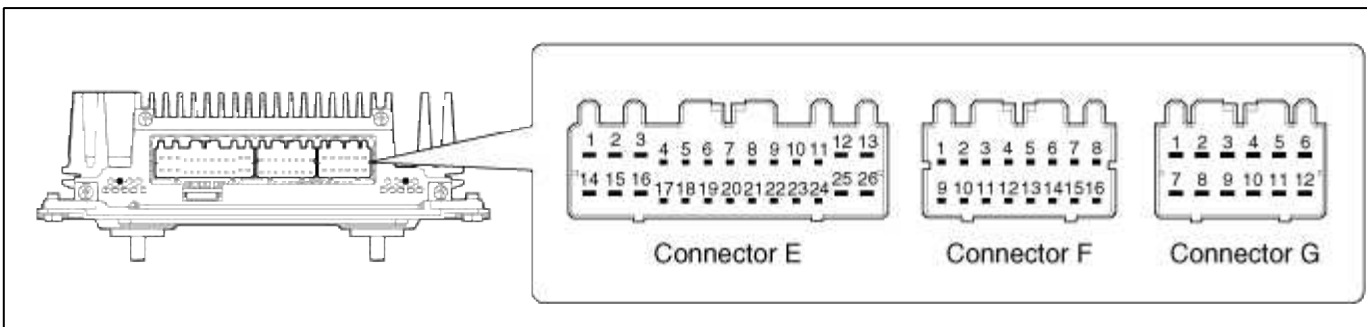 1 2 3 4 5 6 7 8 9 10 11 12 13
14 15 16 17 18 19 20 21 22 23 24 25 26
Connector E
1 2 3 4 5 6 7 8
9 10 11 12 13 14 15 16
Connector F
1 2 3 4 5 6
7 8 9 10 11 12
Connector G